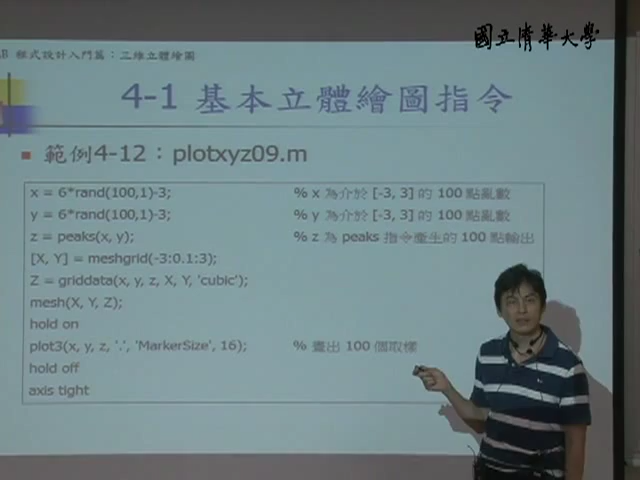 國立清華大學
AB 程式設計入門篇：三維立體繪圖
4-1 基本立體繪圖指令
範例4-12：plotxyz09.m
x = 6*rand(100,1)-3; % x 為介於 [-3, 3] 的 100 點亂數
y = 6*rand(100,1)-3; % y 為介於 [-3, 3] 的 100 點亂數
z = peaks(x, y); % z 為 peaks 指令產生的 100 點輸出
[X, Y] = meshgrid(-3:0.1:3);
Z = griddata(x, y, z, X, Y, 'cubic');
mesh(X, Y, Z);
hold on
plot3(x, y, z, '.', 'MarkerSize', 16); % 畫出 100 個取樣
hold off
axis tight